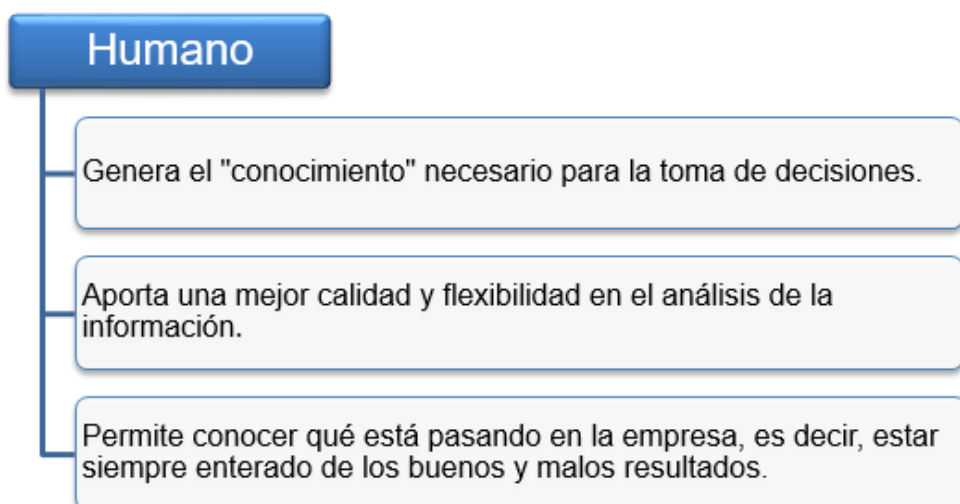 Humano
Genera el "conocimiento" necesario para la toma de decisiones.
Aporta una mejor calidad y flexibilidad en el análisis de la
información.
Permite conocer qué está pasando en la empresa, es decir, estar
siempre enterado de los buenos y malos resultados.